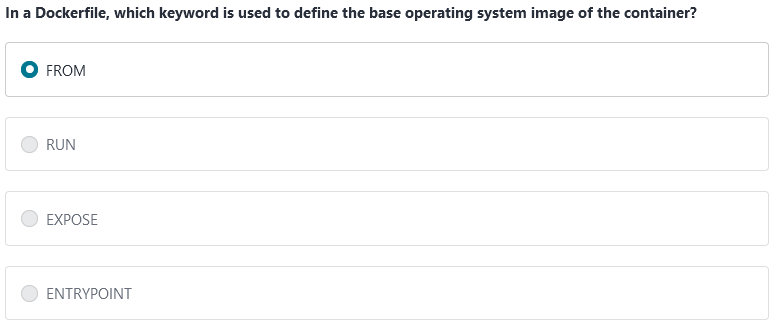 In a Dockerfile, which keyword is used to define the base operating system image of the container?
FROM
RUN
EXPOSE
ENTRYPOINT